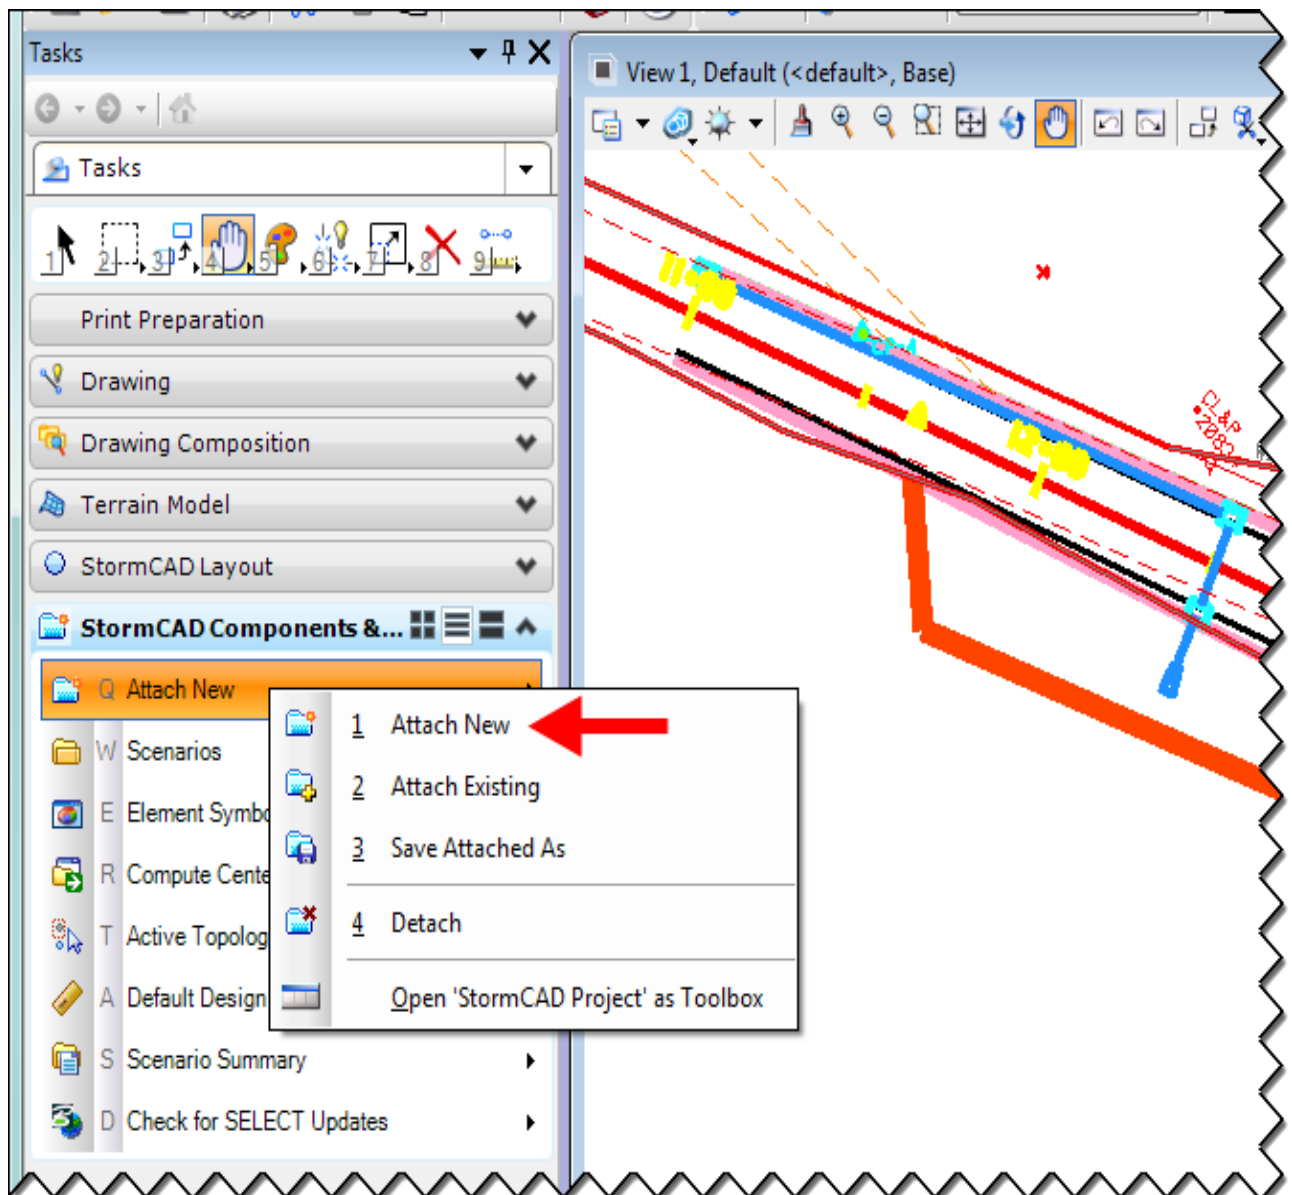 Tasks
View 1, Default (<default>, Base)
Tasks
1 2 3 4 5 6 7 8 9
Print Preparation
Drawing
Drawing Composition
Terrain Model
StormCAD Layout
StormCAD Components &...
Q Attach New
W Scenarios
E Element Symbo
R Compute Cente
T Active Topolog
A Default Design
S Scenario Summary
D Check for SELECT Updates
1 Attach New
2 Attach Existing
3 Save Attached As
4 Detach
Open 'StormCAD Project' as Toolbox
CL&P